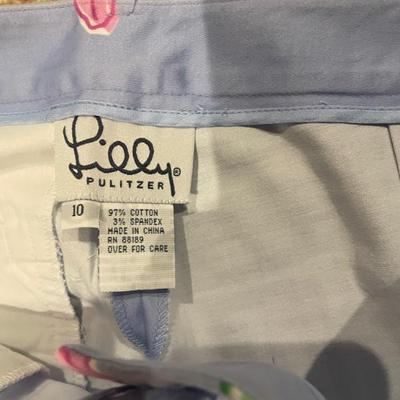 Lilly®
PULITZER
10
97% COTTON
3% SPANDEX
MADE IN CHINA
RN 88189
OVER FOR CARE